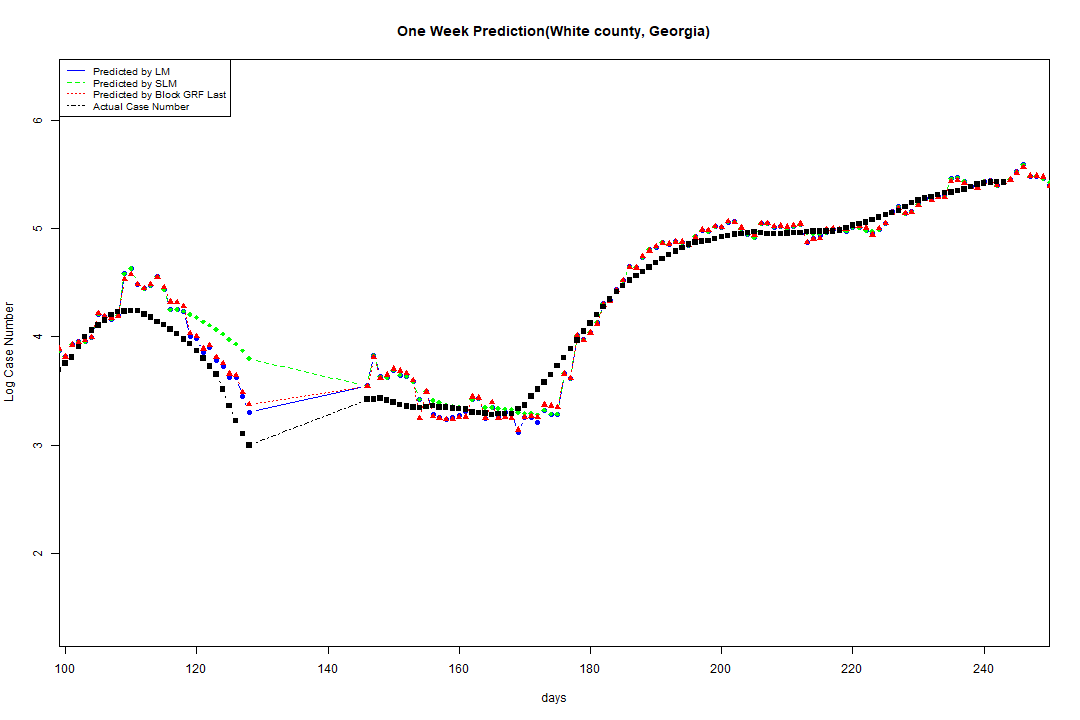 One Week Prediction(White county, Georgia)
Predicted by LM
Predicted by SLM
Predicted by Block GRF Last
Actual Case Number
Log Case Number
6
5
4
3
2
100 120 140 160 180 200 220 240
days